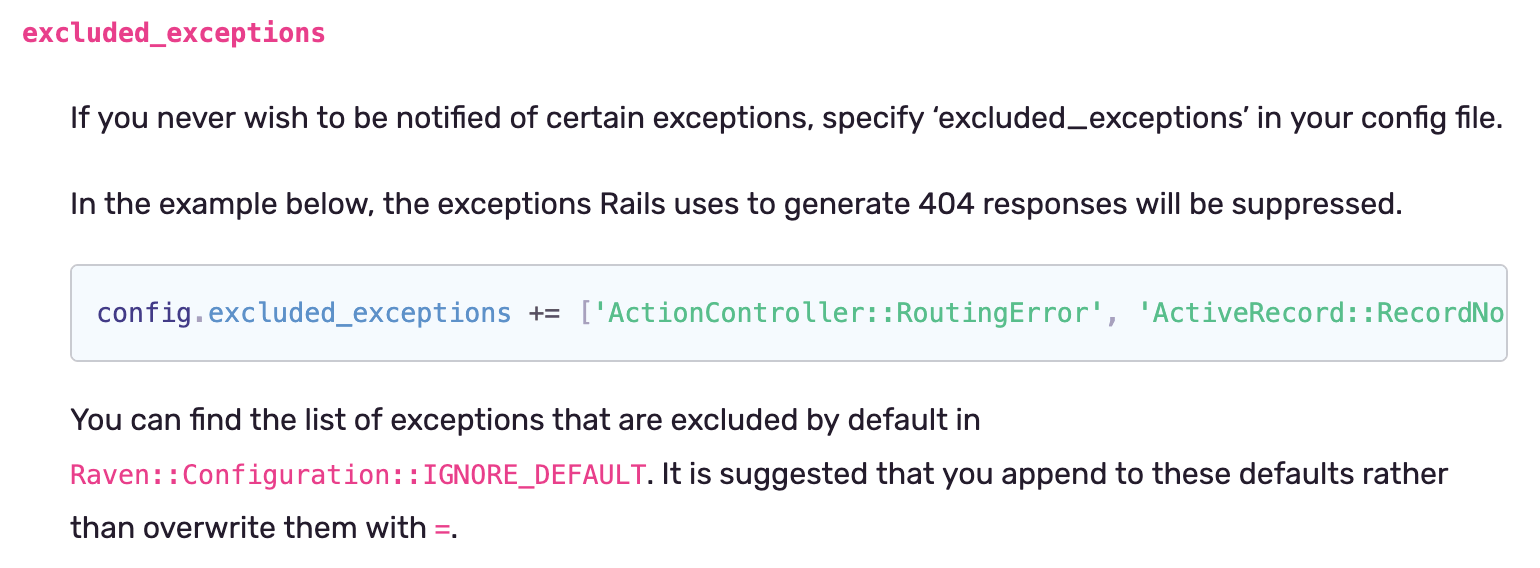 excluded_exceptions
If you never wish to be notified of certain exceptions, specify ‘excluded_exceptions’ in your config file.
In the example below, the exceptions Rails uses to generate 404 responses will be suppressed.
config.excluded_exceptions += ['ActionController::RoutingError', 'ActiveRecord::RecordNo
You can find the list of exceptions that are excluded by default in
Raven::Configuration::IGNORE_DEFAULT. It is suggested that you append to these defaults rather
than overwrite them with =.